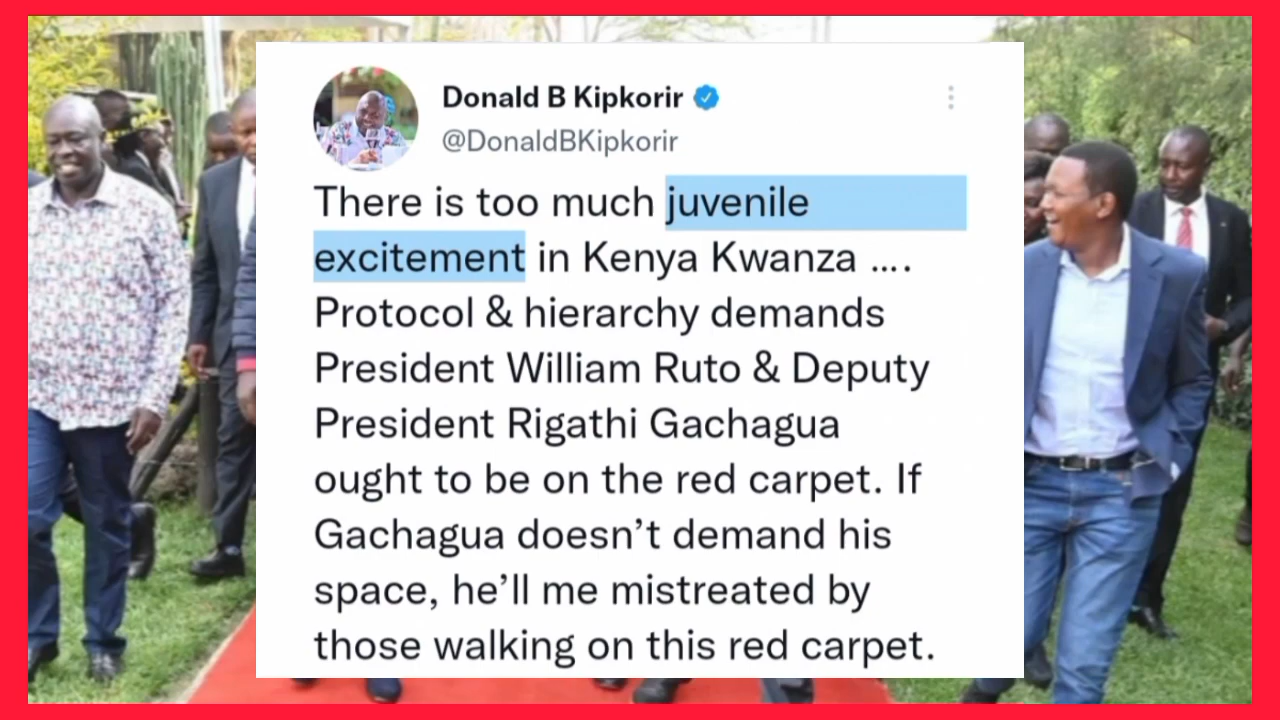 Donald B Kipkorir
@DonaldBKipkorir
There is too much juvenile
excitement in Kenya Kwanza ....
Protocol & hierarchy demands
President William Ruto & Deputy
President Rigathi Gachagua
ought to be on the red carpet. If
Gachagua doesn’t demand his
space, he’ll me mistreated by
those walking on this red carpet.